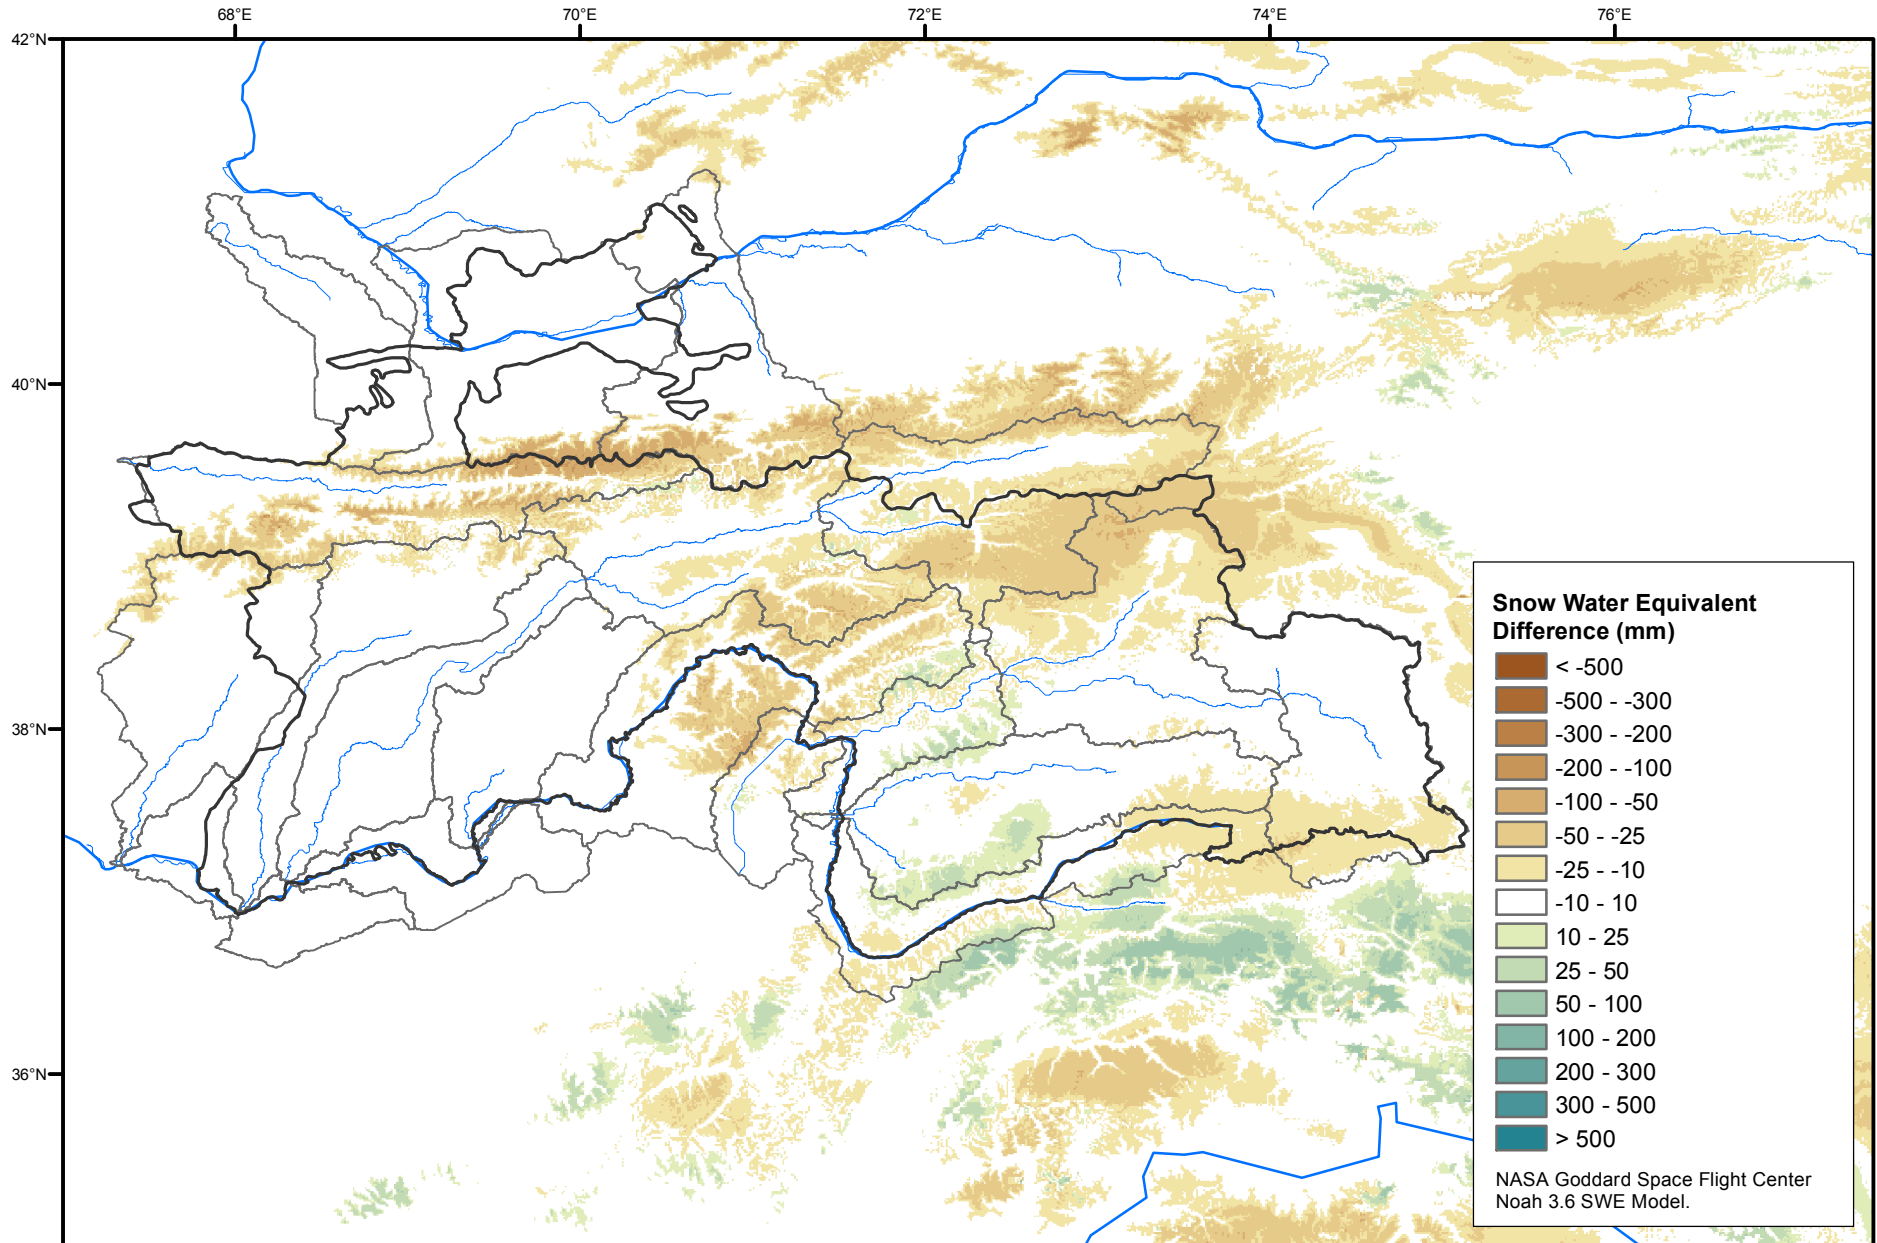 68°E
70°E
72°E
74°E
76°E
42°N
40°N
38°N
36°N
Snow Water Equivalent
Difference (mm)
< -500
-500 - -300
-300 - -200
-200 - -100
-100 - -50
-50 - -25
-25 - -10
-10 - 10
10 - 25
25 - 50
50 - 100
100 - 200
200 - 300
300 - 500
> 500
NASA Goddard Space Flight Center
Noah 3.6 SWE Model.